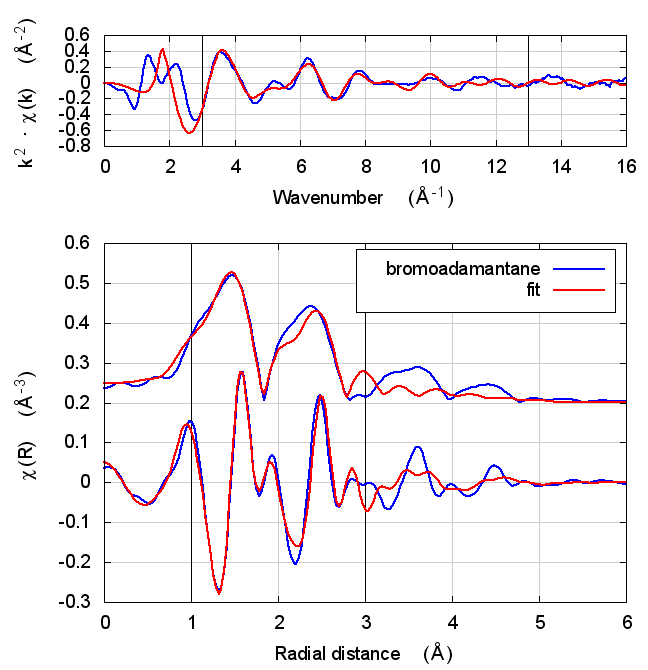 k² · χ(k) (Å⁻²)
0.6
0.4
0.2
0
-0.2
-0.4
-0.6
-0.8
0 2 4 6 8 10 12 14 16
Wavenumber (Å⁻¹)
χ(R) (Å⁻³)
0.6
0.5
0.4
0.3
0.2
0.1
0
-0.1
-0.2
-0.3
bromoadamantane
fit
0 1 2 3 4 5 6
Radial distance (Å)